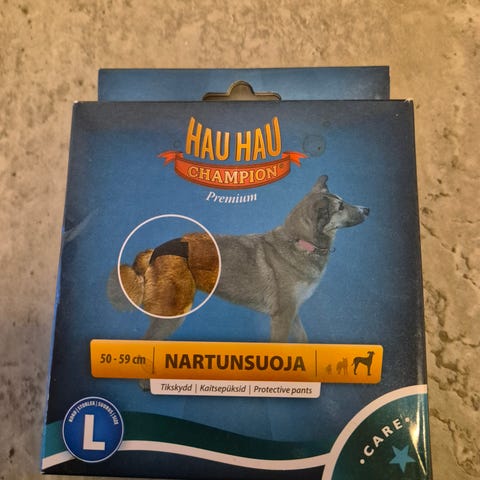 HAU HAU
CHAMPION
Premium
50 - 59 cm | NARTUNSUOJA
Tikskydd | Kaitsepüksid | Protective pants
L
• CARE •